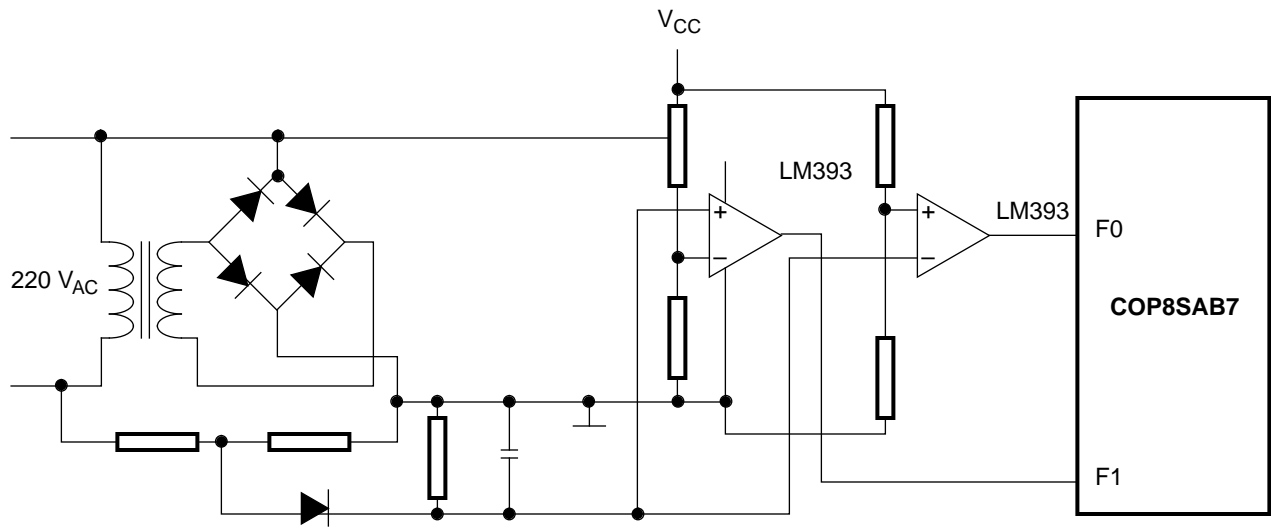 V_CC
LM393
+
−
LM393
+
−
F0
220 V_AC
COP8SAB7
F1